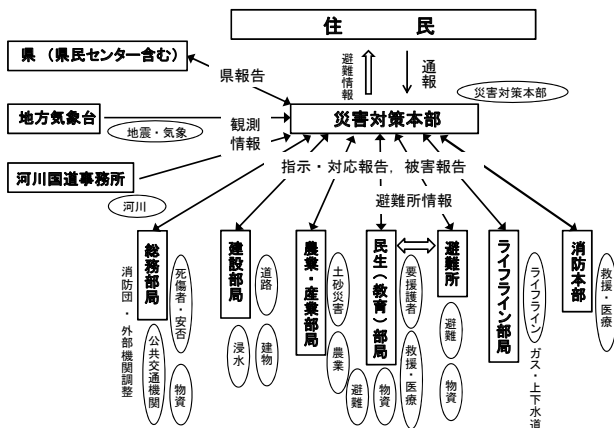 住　　民
県（県民センター含む）
避難情報
通報
県報告
災害対策本部
地方気象台
災害対策本部
地震・気象
観測
情報
河川国道事務所
指示・対応報告，被害報告
河川
避難所情報
総務部局
消防団・外部機関調整
死傷者・安否
公共交通機関
物資
建設部局
道路
浸水
建物
農業・産業部局
土砂災害
農業
民生（教育）部局
要援護者
避難
物資
救援・医療
避難所
避難
物資
ライフライン部局
ライフライン
ガス・上下水道
消防本部
救援・医療